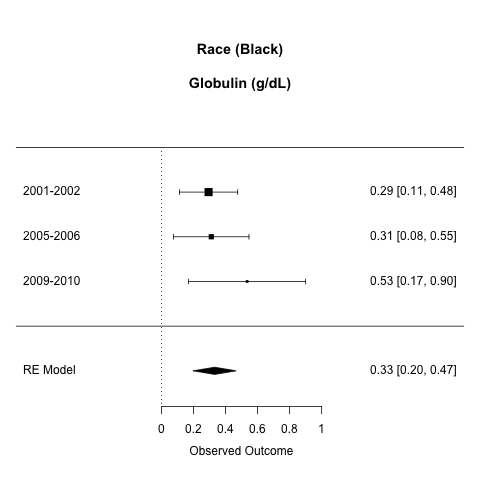 Race (Black)
Globulin (g/dL)
2001-2002 0.29 [0.11, 0.48]
2005-2006 0.31 [0.08, 0.55]
2009-2010 0.53 [0.17, 0.90]
RE Model 0.33 [0.20, 0.47]
0 0.2 0.4 0.6 0.8 1
Observed Outcome